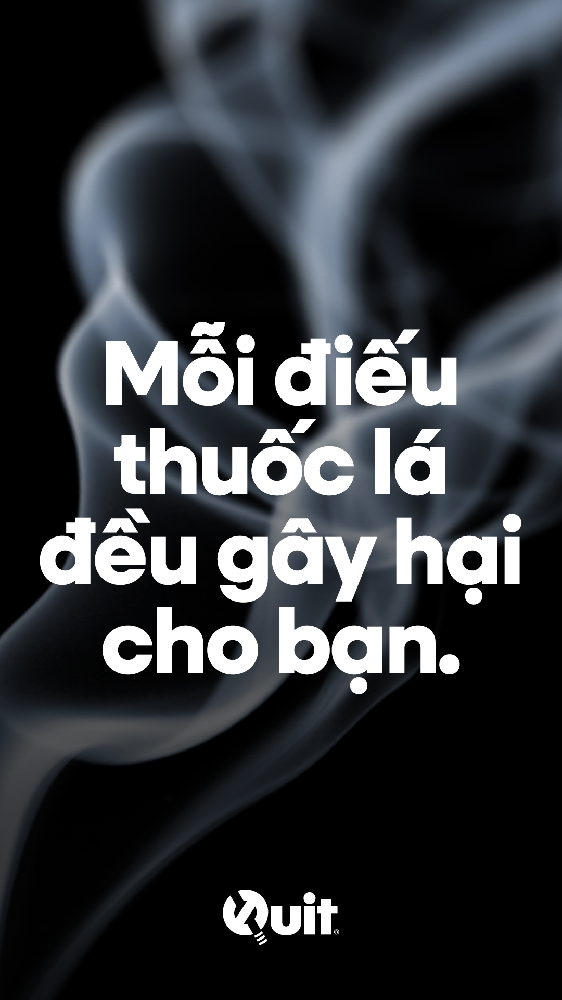 Mỗi điếu
thuốc lá
đều gây hại
cho bạn.
Quit®